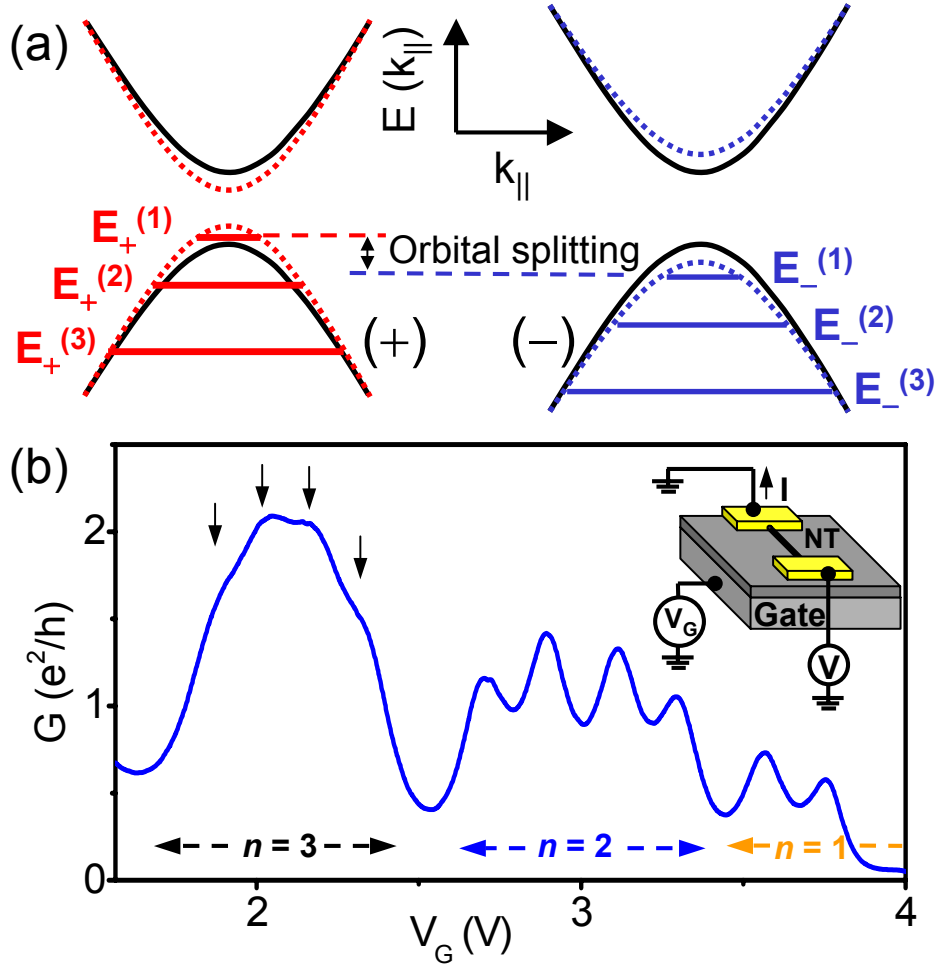 (a)
E (k||)
k||
E+(1)
E+(2)
E+(3)
Orbital splitting
(+)
(−)
E−(1)
E−(2)
E−(3)
(b)
G (e2/h)
2
1
0
I
NT
Gate
VG
V
n = 3
n = 2
n = 1
2
3
4
VG (V)